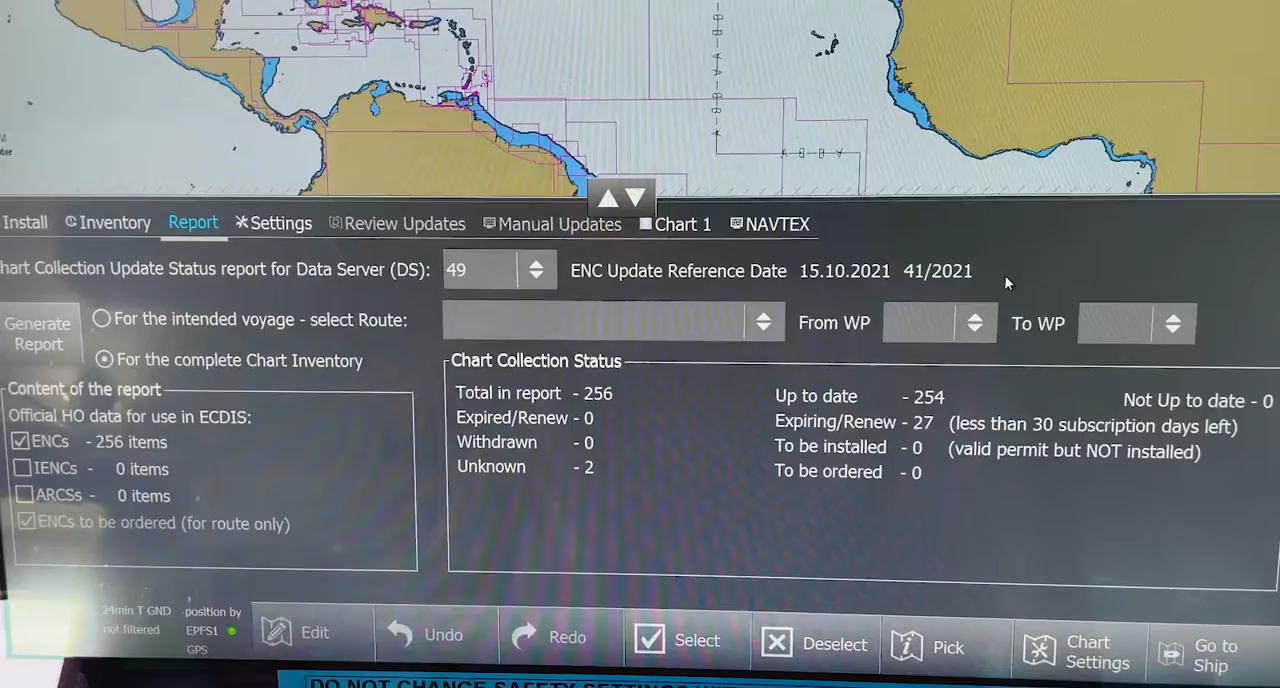 Install Inventory Report Settings Review Updates Manual Updates Chart 1 NAVTEX
hart Collection Update Status report for Data Server (DS): 49 ENC Update Reference Date 15.10.2021 41/2021
Generate Report
For the intended voyage - select Route: From WP To WP
For the complete Chart Inventory
Content of the report
Official HO data for use in ECDIS:
ENCs - 256 items
IENCs - 0 items
ARCSs - 0 items
ENCs to be ordered (for route only)
Chart Collection Status
Total in report - 256 Up to date - 254 Not Up to date - 0
Expired/Renew - 0 Expiring/Renew - 27 (less than 30 subscription days left)
Withdrawn - 0 To be installed - 0 (valid permit but NOT installed)
Unknown - 2 To be ordered - 0
24min T GND position by
not filtered EPFS1
GPS
Edit Undo Redo Select Deselect Pick Chart Settings Go to Ship
DO NOT CHANGE SAFETY SETTINGS